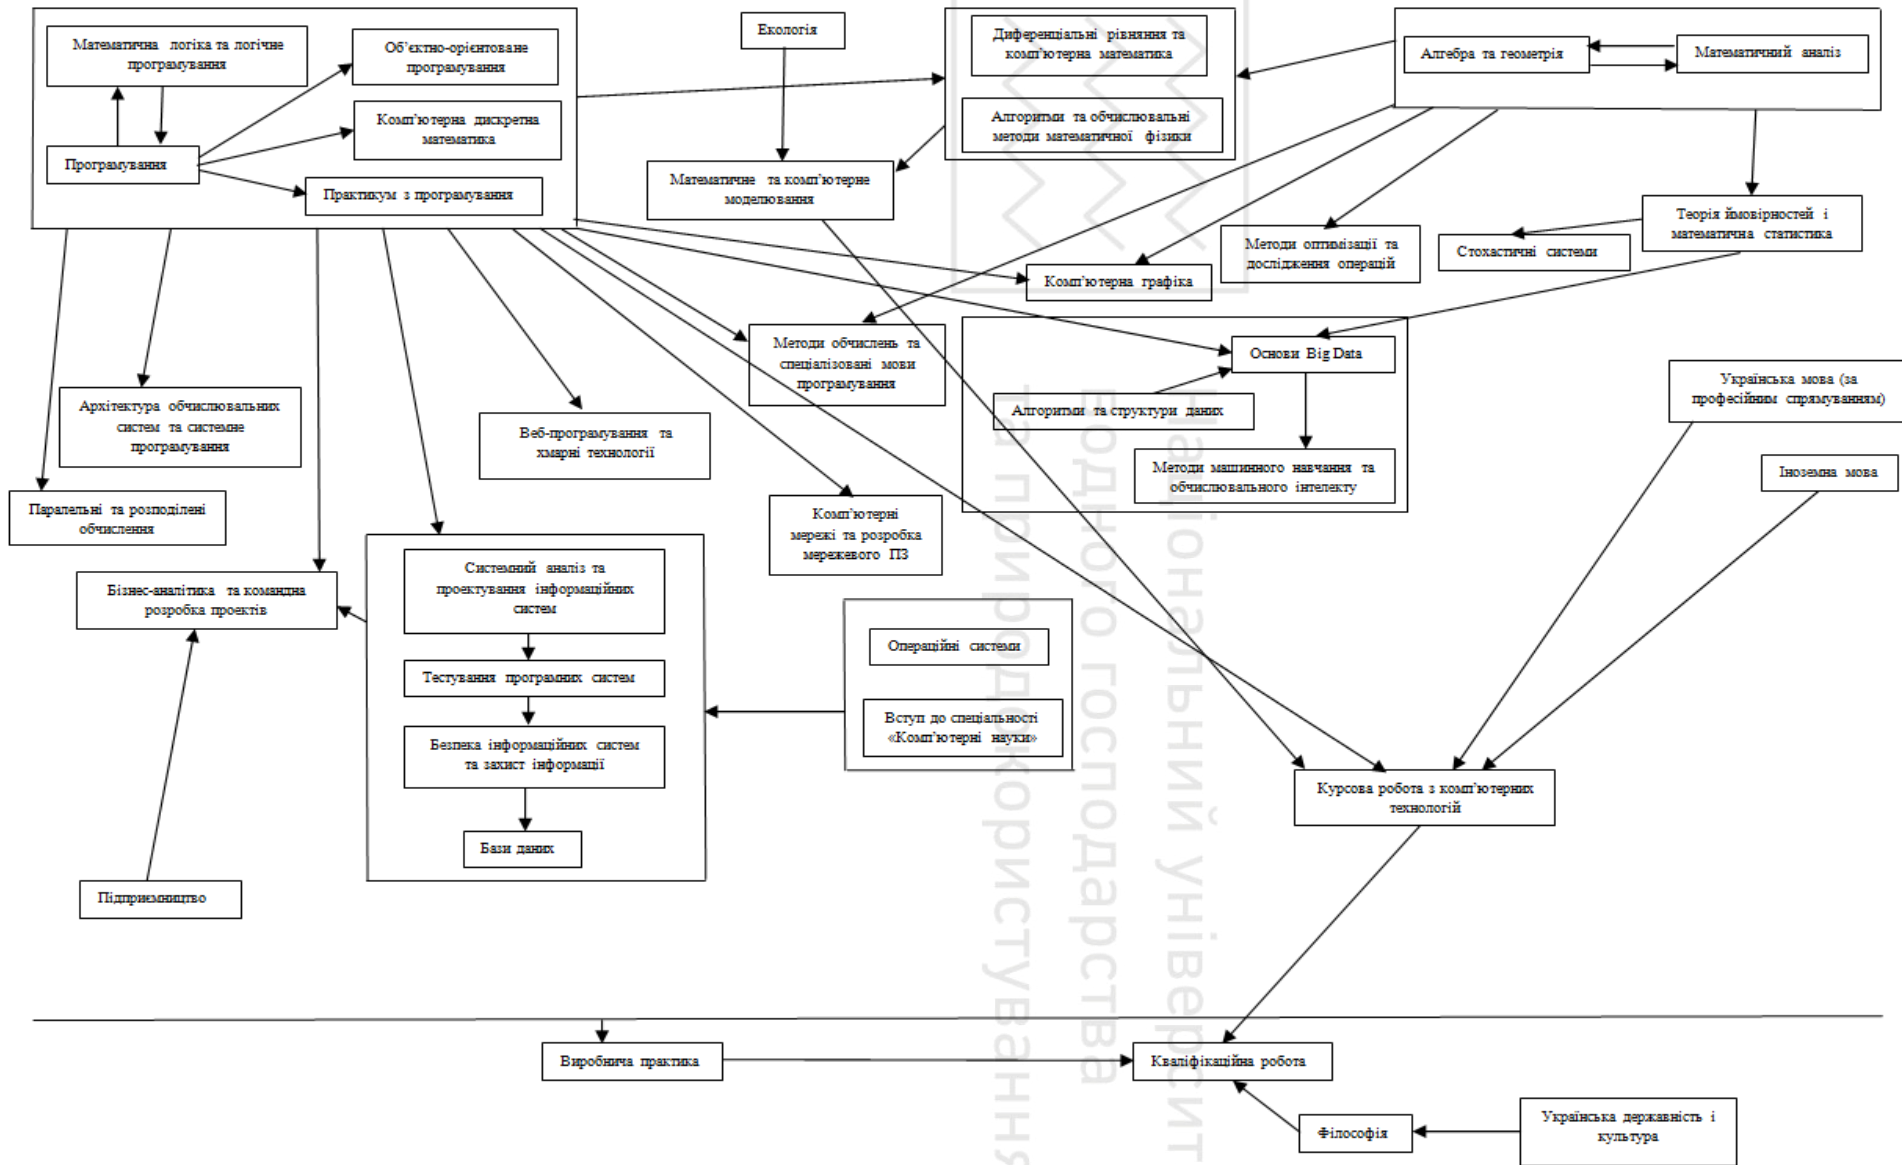 Математична логіка та логічне
програмування
Об'єктно-орієнтоване
програмування
Комп'ютерна дискретна
математика
Програмування
Практикум з програмування
Екологія
Диференціальні рівняння та
комп'ютерна математика
Алгоритми та обчислювальні
методи математичної фізики
Математичне та комп'ютерне
моделювання
Алгебра та геометрія
Математичний аналіз
Теорія ймовірностей і
математична статистика
Стохастичні системи
Методи оптимізації та
дослідження операцій
Комп'ютерна графіка
Методи обчислень та
спеціалізовані мови
програмування
Основи Big Data
Алгоритми та структури даних
Методи машинного навчання та
обчислювального інтелекту
Українська мова (за
професійним спрямуванням)
Іноземна мова
Архітектура обчислювальних
систем та системне
програмування
Веб-програмування та
хмарні технології
Паралельні та розподілені
обчислення
Комп'ютерні
мережі та розробка
мережевого ПЗ
Бізнес-аналітика та командна
розробка проектів
Системний аналіз та
проектування інформаційних
систем
Тестування програмних систем
Безпека інформаційних систем
та захист інформації
Бази даних
Операційні системи
Вступ до спеціальності
«Комп'ютерні науки»
Курсова робота з комп'ютерних
технологій
Підприємництво
Виробнича практика
Кваліфікаційна робота
Філософія
Українська державність і
культура
Національний університ
водного господарства
та природокористування